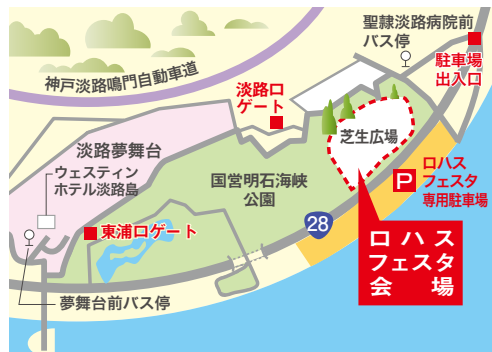 聖隷淡路病院前
バス停
駐車場
出入口
神戸淡路鳴門自動車道
淡路口
ゲート
芝生広場
淡路夢舞台
ウェスティン
ホテル淡路島
国営明石海峡
公園
P
ロハス
フェスタ
専用駐車場
東浦口ゲート
28
ロハス
フェスタ
会場
夢舞台前バス停